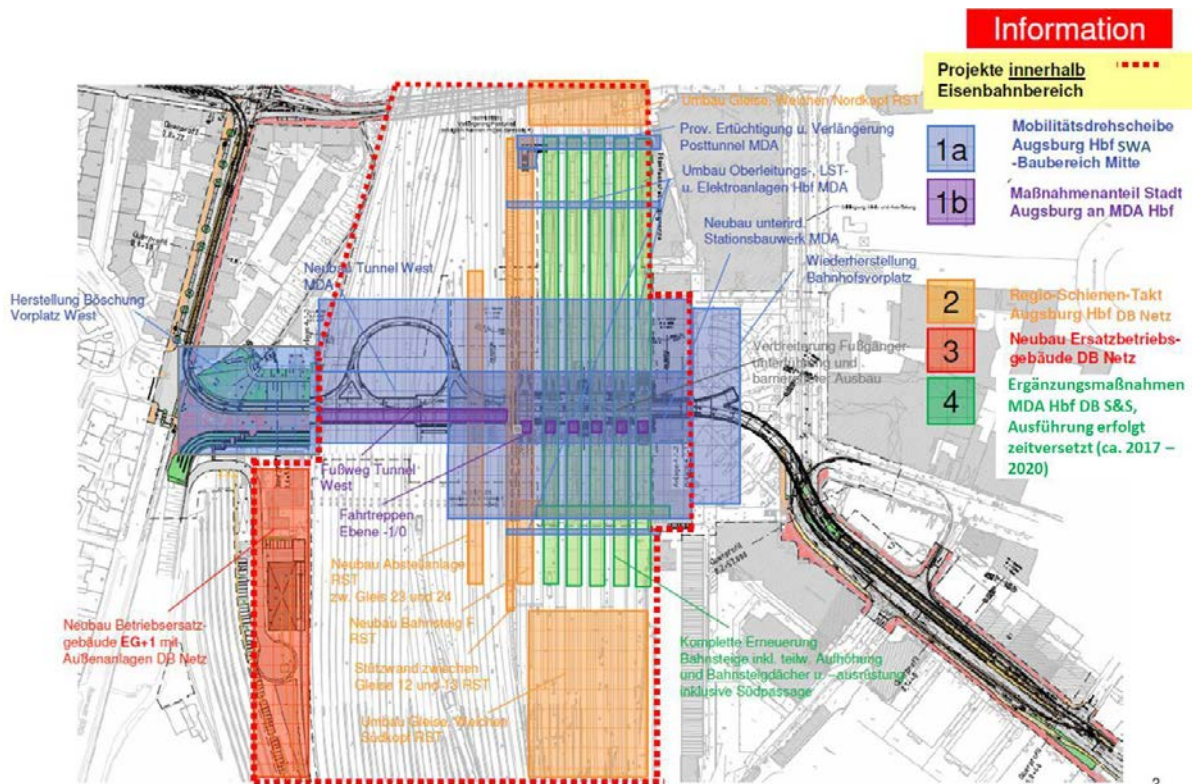 Information
Projekte innerhalb
Eisenbahnbereich
1a
Mobilitätsdrehscheibe
Augsburg Hbf SWA
-Baubereich Mitte
1b
Maßnahmenanteil Stadt
Augsburg an MDA Hbf
2
Regio-Schienen-Takt
Augsburg Hbf DB Netz
3
Neubau Ersatzbetriebs-
gebäude DB Netz
4
Ergänzungsmaßnahmen
MDA Hbf DB S&S,
Ausführung erfolgt
zeitversetzt (ca. 2017 –
2020)
Umbau Gleise, Weichen Nordkopf RST
Prov. Ertüchtigung u. Verlängerung
Posttunnel MDA
Umbau Oberleitungs-, LST-
u. Elektroanlagen Hbf MDA
Neubau unterird.
Stationsbauwerk MDA
Wiederherstellung
Bahnhofsvorplatz
Neubau Tunnel West
MDA
Herstellung Böschung
Vorplatz West
Verbreiterung Fußgänger-
unterführung und
barrierefreier Ausbau
Fußweg Tunnel
West
Fahrtreppen
Ebene -1/0
Neubau Abstellanlage
RST
zw. Gleis 23 und 24
Neubau Bahnsteig F
RST
Stützwand zwischen
Gleise 12 und 13 RST
Umbau Gleise, Weichen
Südkopf RST
Neubau Betriebsersatz-
gebäude EG+1 mit
Außenanlagen DB Netz
Komplette Erneuerung
Bahnsteige inkl. teilw. Aufhöhung
und Bahnsteigdächer u. –ausrüstung
inklusive Südpassage